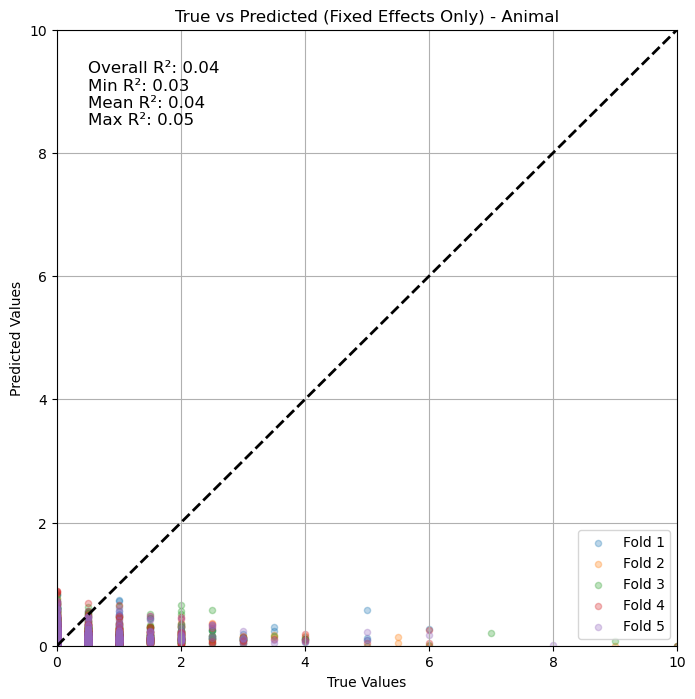 True vs Predicted (Fixed Effects Only) - Animal
Overall R²: 0.04
Min R²: 0.03
Mean R²: 0.04
Max R²: 0.05
10
8
6
4
2
0
Predicted Values
Fold 1
Fold 2
Fold 3
Fold 4
Fold 5
0 2 4 6 8 10
True Values